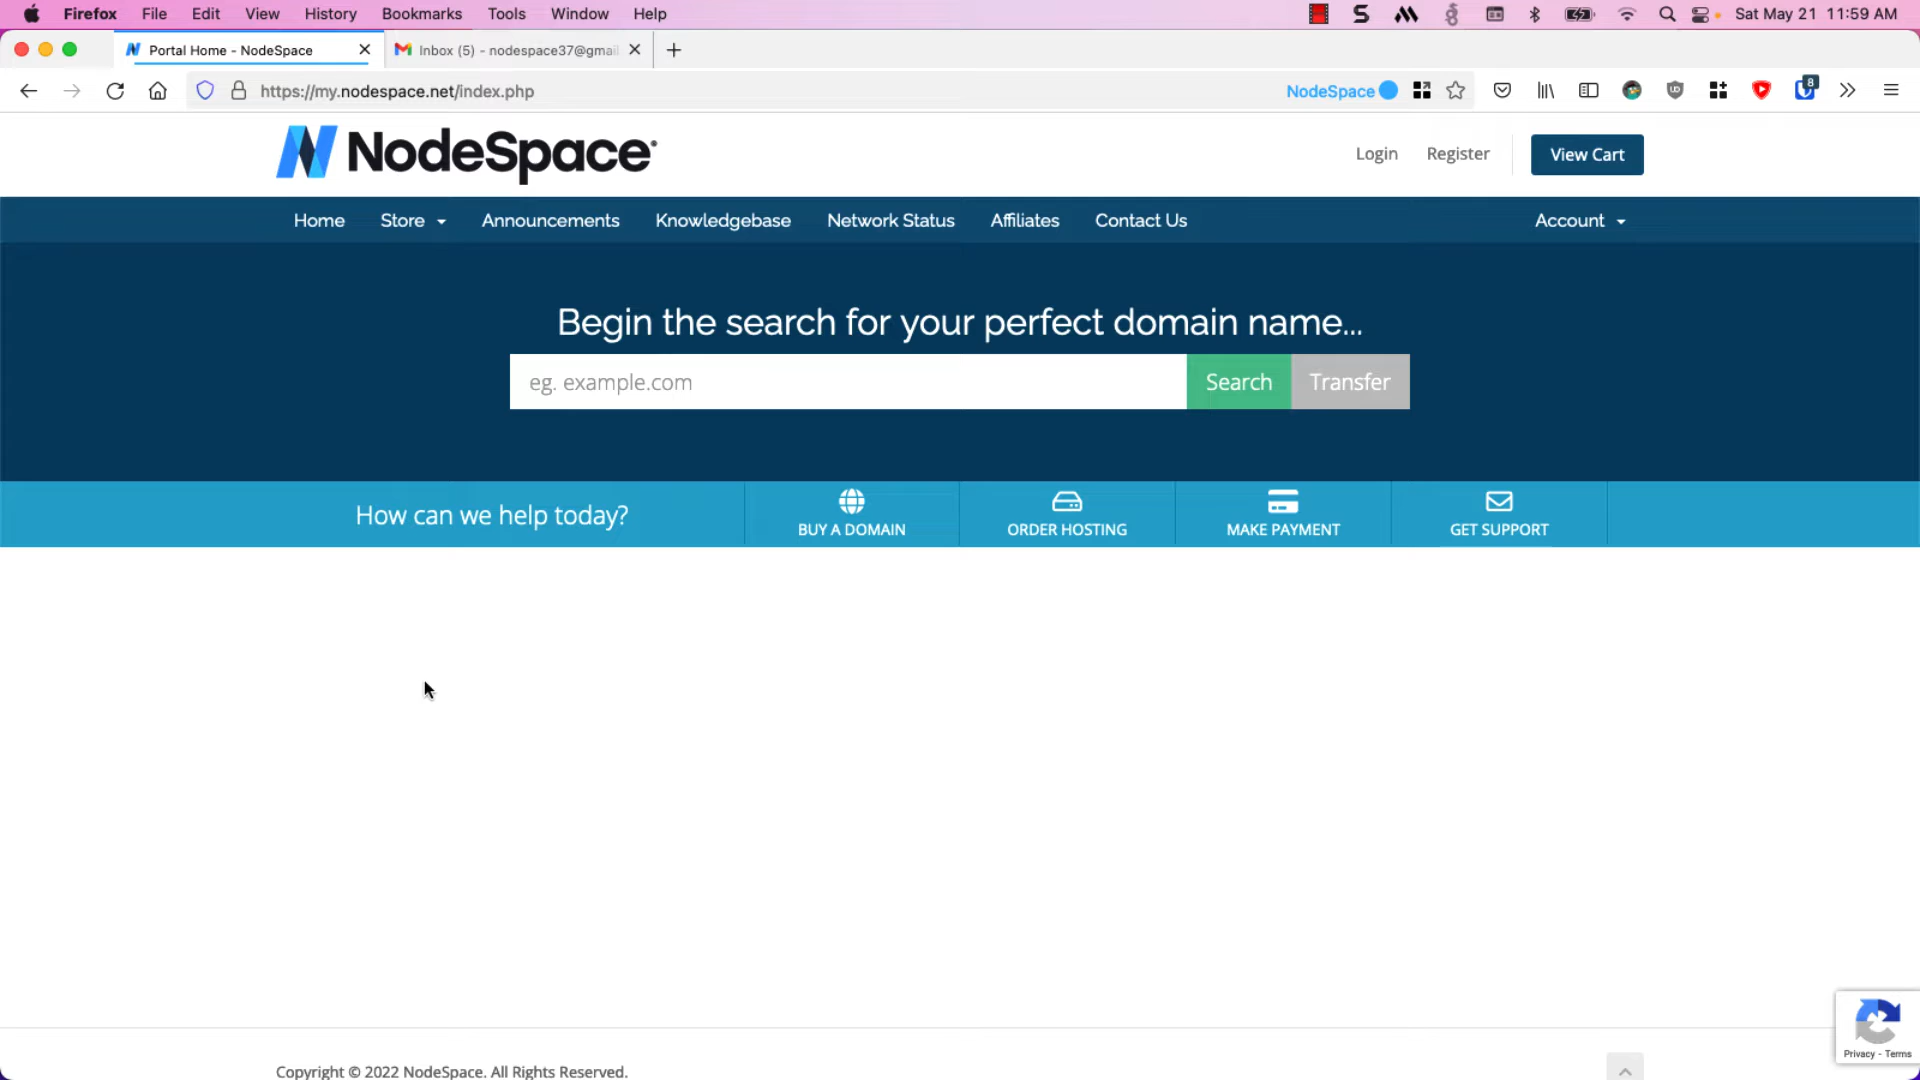 Firefox File Edit View History Bookmarks Tools Window Help Sat May 21 11:59 AM
Portal Home - NodeSpace Inbox (5) - nodespace37@gmai
https://my.nodespace.net/index.php NodeSpace 8
NodeSpace
Login Register View Cart
Home Store Announcements Knowledgebase Network Status Affiliates Contact Us Account
Begin the search for your perfect domain name...
eg. example.com Search Transfer
How can we help today? BUY A DOMAIN ORDER HOSTING MAKE PAYMENT GET SUPPORT
Privacy - Terms
Copyright © 2022 NodeSpace. All Rights Reserved.